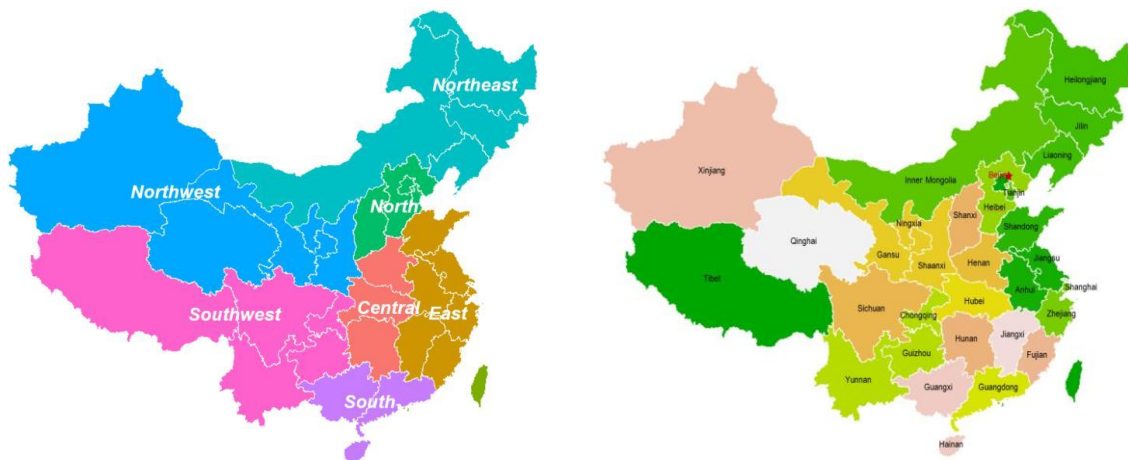 Northeast
Northwest
North
Southwest
Central
East
South
Heilongjiang
Jilin
Liaoning
Xinjiang
Inner Mongolia
Beijing
Tianjin
Hebei
Shanxi
Ningxia
Shandong
Qinghai
Gansu
Shaanxi
Henan
Jiangsu
Tibet
Anhui
Shanghai
Sichuan
Hubei
Chongqing
Zhejiang
Hunan
Jiangxi
Guizhou
Fujian
Yunnan
Guangxi
Guangdong
Hainan